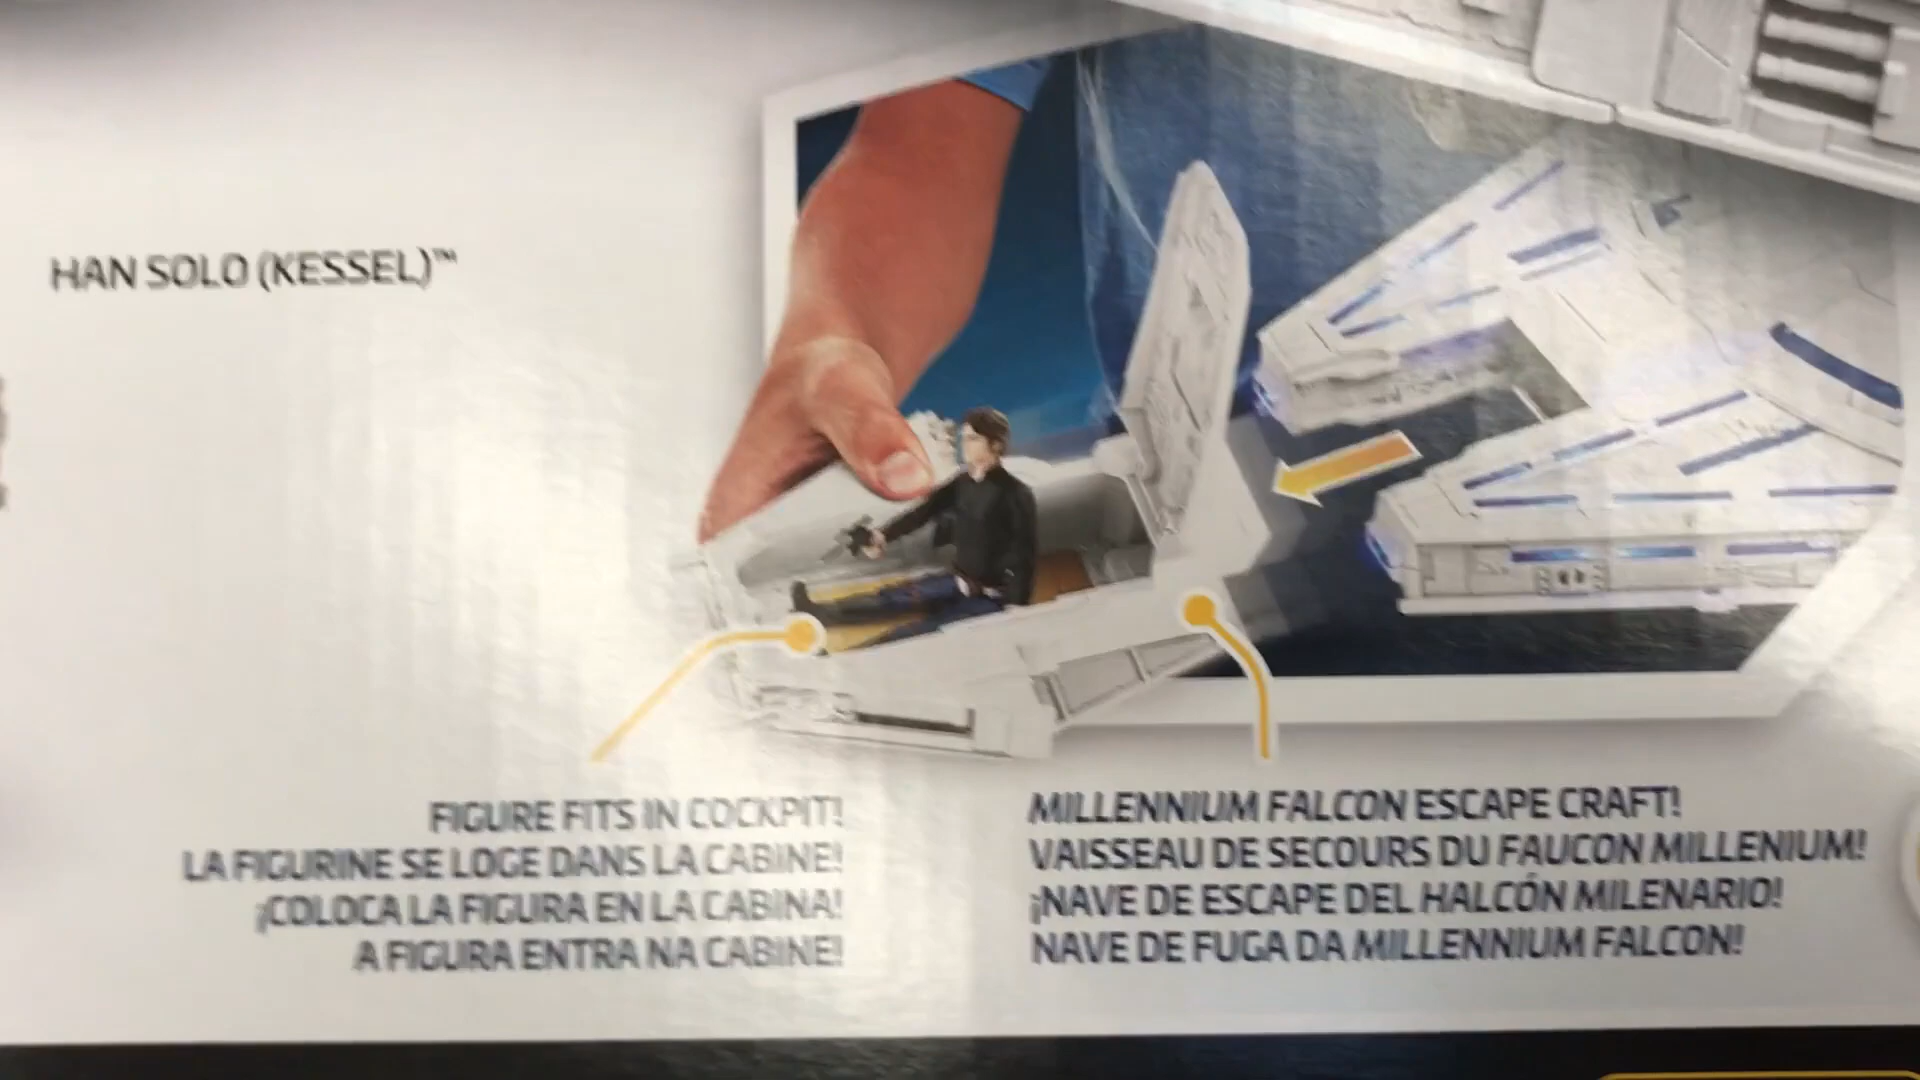 HAN SOLO (KESSEL)™
FIGURE FITS IN COCKPIT!
LA FIGURINE SE LOGE DANS LA CABINE!
¡COLOCA LA FIGURA EN LA CABINA!
A FIGURA ENTRA NA CABINE!
MILLENNIUM FALCON ESCAPE CRAFT!
VAISSEAU DE SECOURS DU FAUCON MILLENIUM!
¡NAVE DE ESCAPE DEL HALCÓN MILENARIO!
NAVE DE FUGA DA MILLENNIUM FALCON!